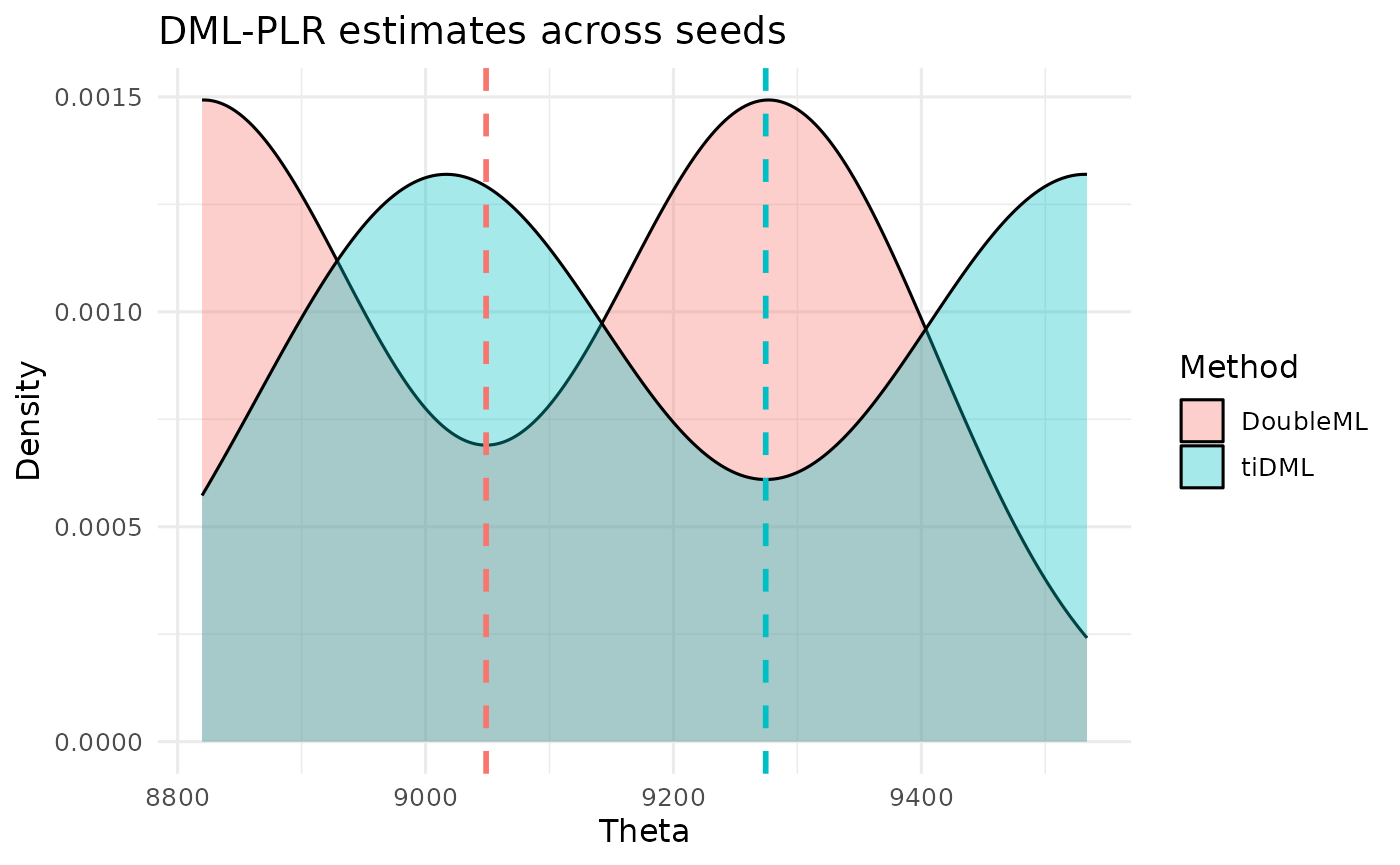 DML-PLR estimates across seeds
0.0015
0.0010
0.0005
0.0000
Density
8800 9000 9200 9400
Theta
Method
DoubleML
tiDML